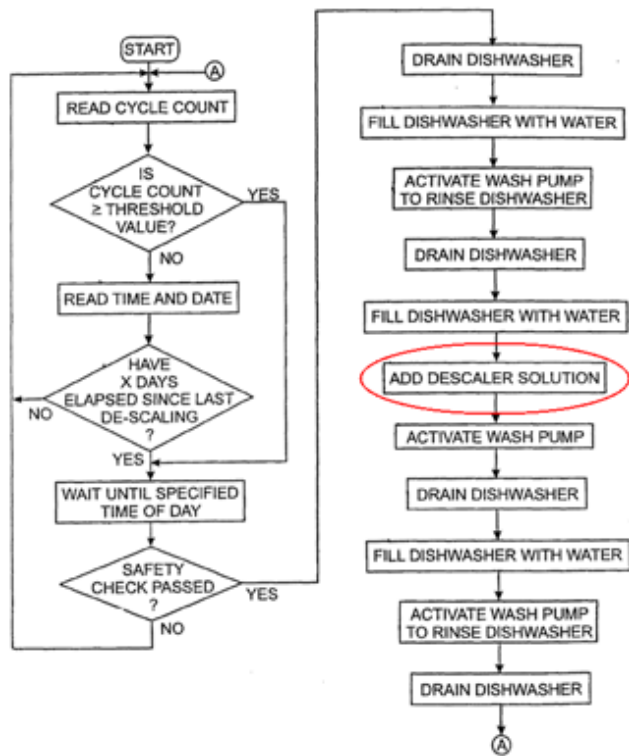 START
A
READ CYCLE COUNT
IS
CYCLE COUNT
≥ THRESHOLD
VALUE?
YES
NO
READ TIME AND DATE
HAVE
X DAYS
ELAPSED SINCE LAST
DE-SCALING
?
NO
YES
WAIT UNTIL SPECIFIED
TIME OF DAY
SAFETY
CHECK PASSED
?
YES
NO
DRAIN DISHWASHER
FILL DISHWASHER WITH WATER
ACTIVATE WASH PUMP
TO RINSE DISHWASHER
DRAIN DISHWASHER
FILL DISHWASHER WITH WATER
ADD DESCALER SOLUTION
ACTIVATE WASH PUMP
DRAIN DISHWASHER
FILL DISHWASHER WITH WATER
ACTIVATE WASH PUMP
TO RINSE DISHWASHER
DRAIN DISHWASHER
A